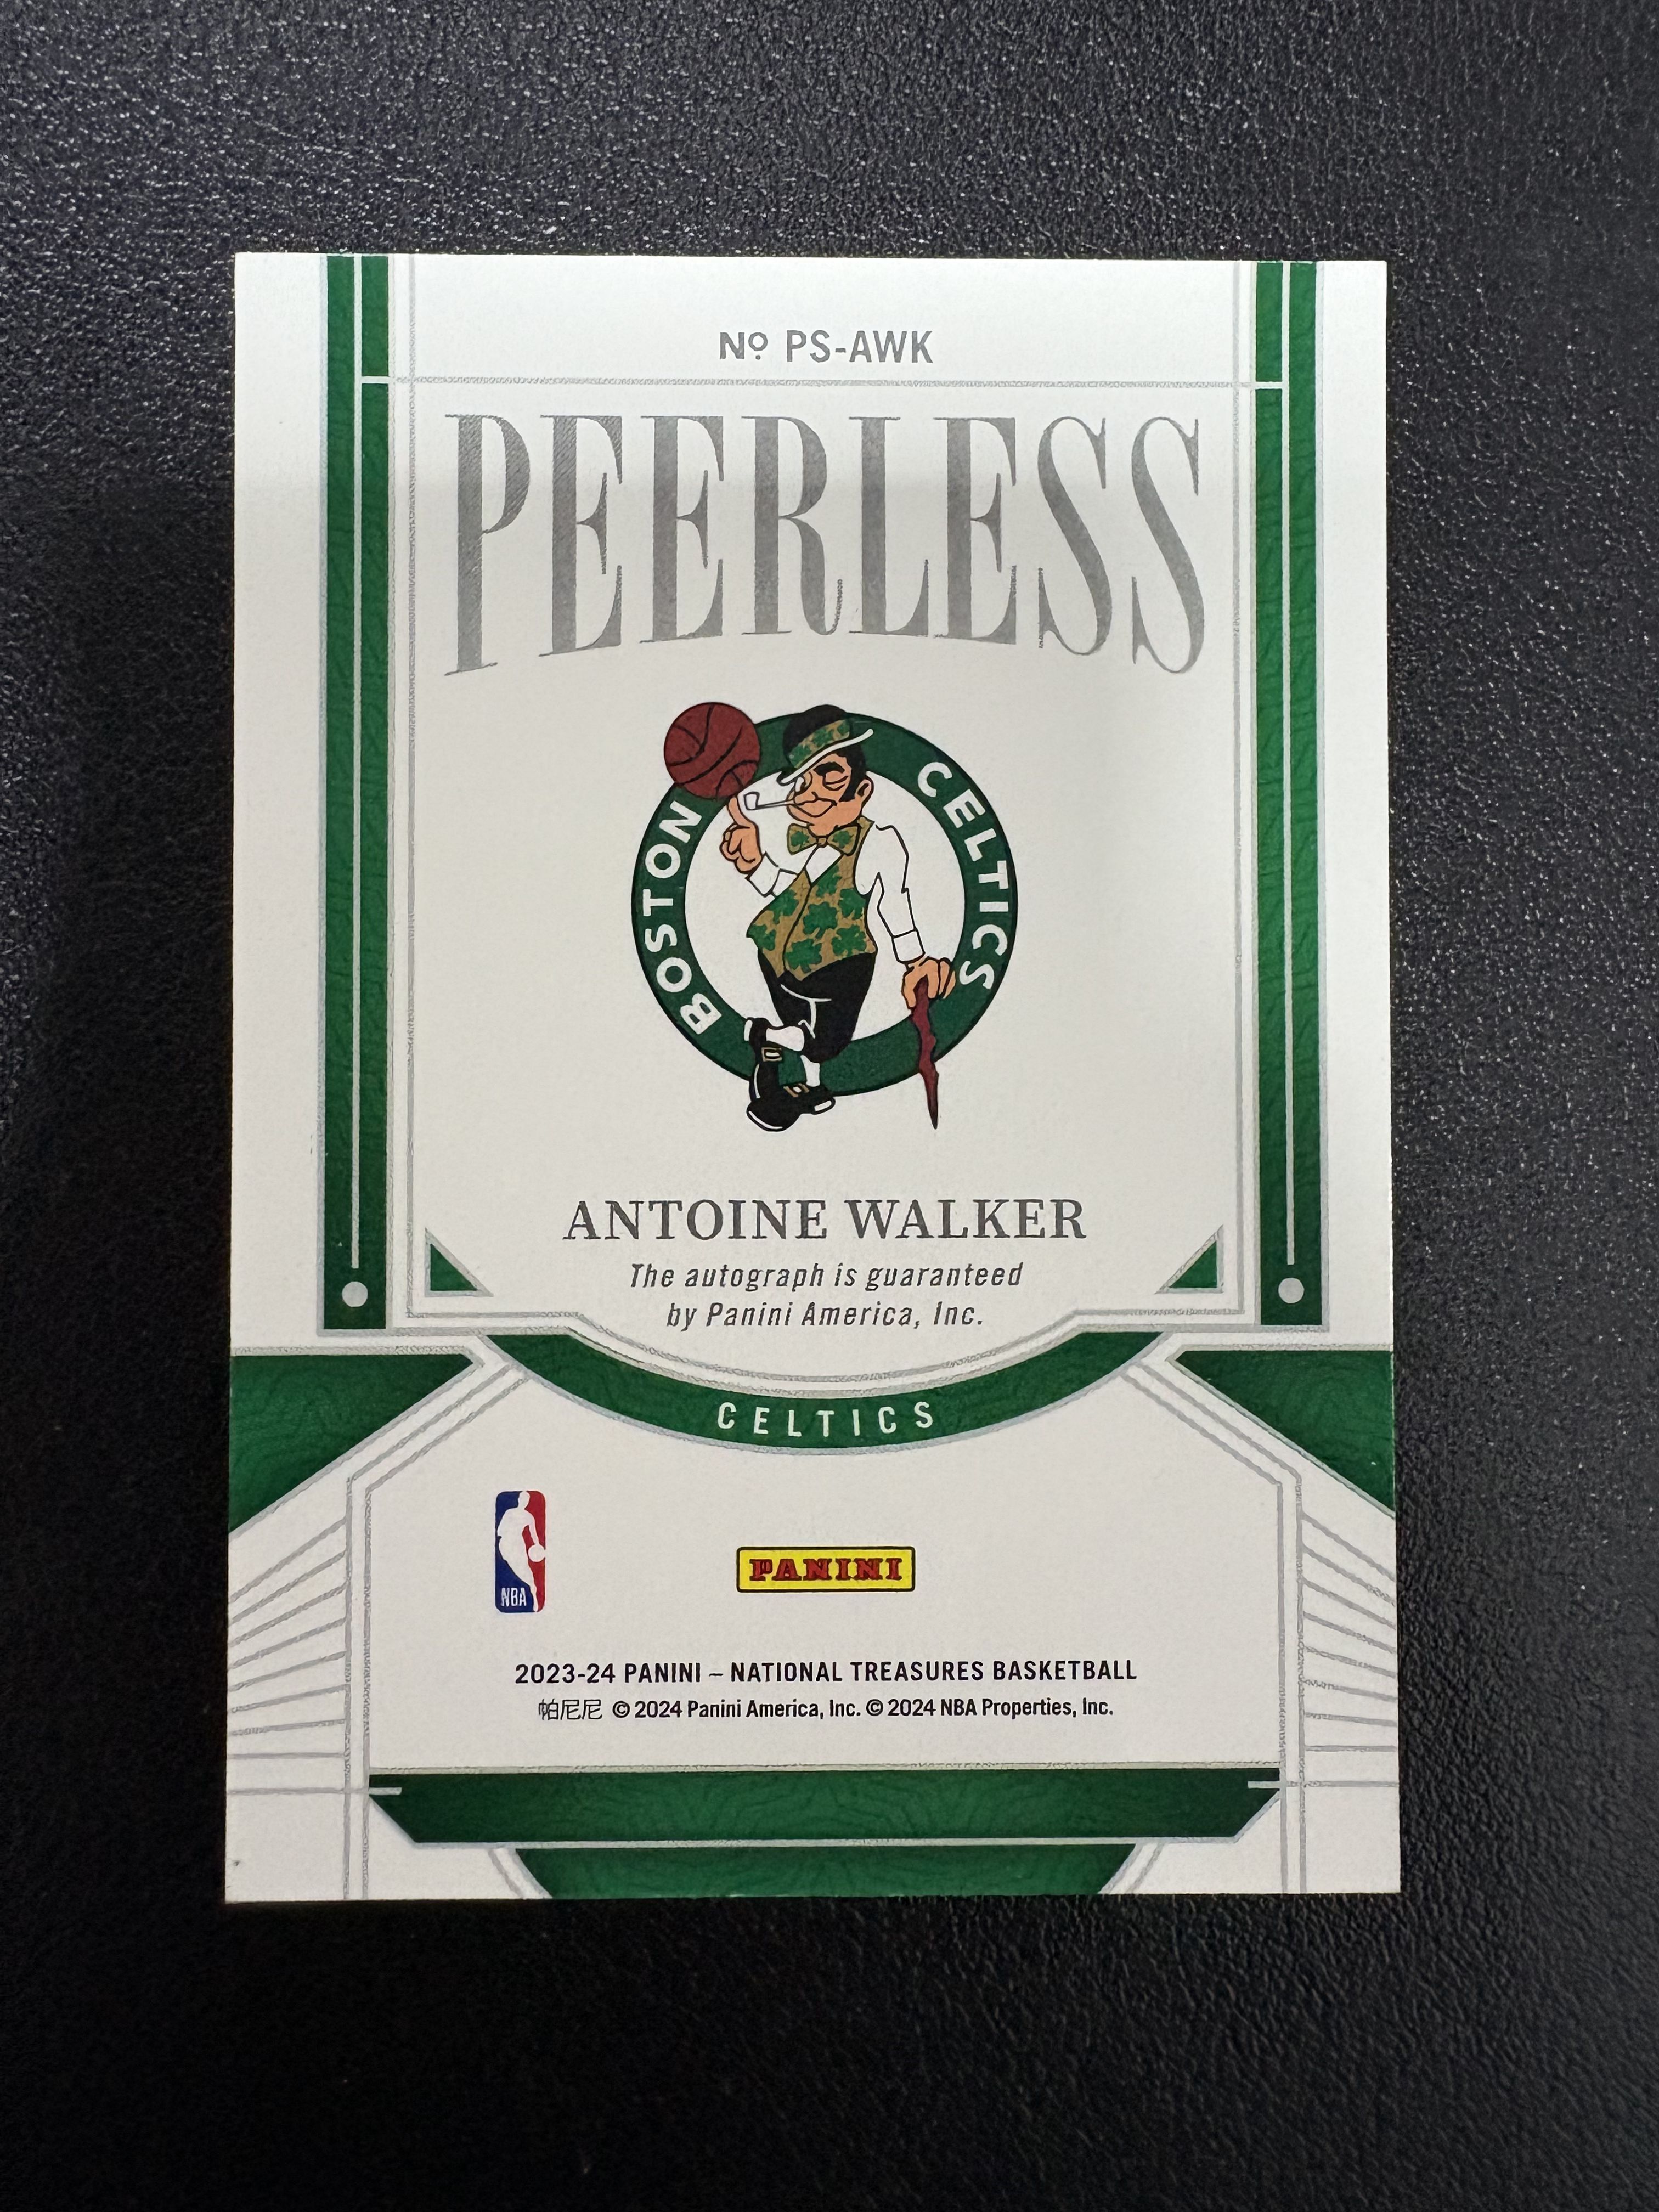 Nº PS-AWK
PEERLESS
BOSTON CELTICS
ANTOINE WALKER
The autograph is guaranteed
by Panini America, Inc.
CELTICS
NBA
PANINI
2023-24 PANINI – NATIONAL TREASURES BASKETBALL
帕尼尼 © 2024 Panini America, Inc. © 2024 NBA Properties, Inc.